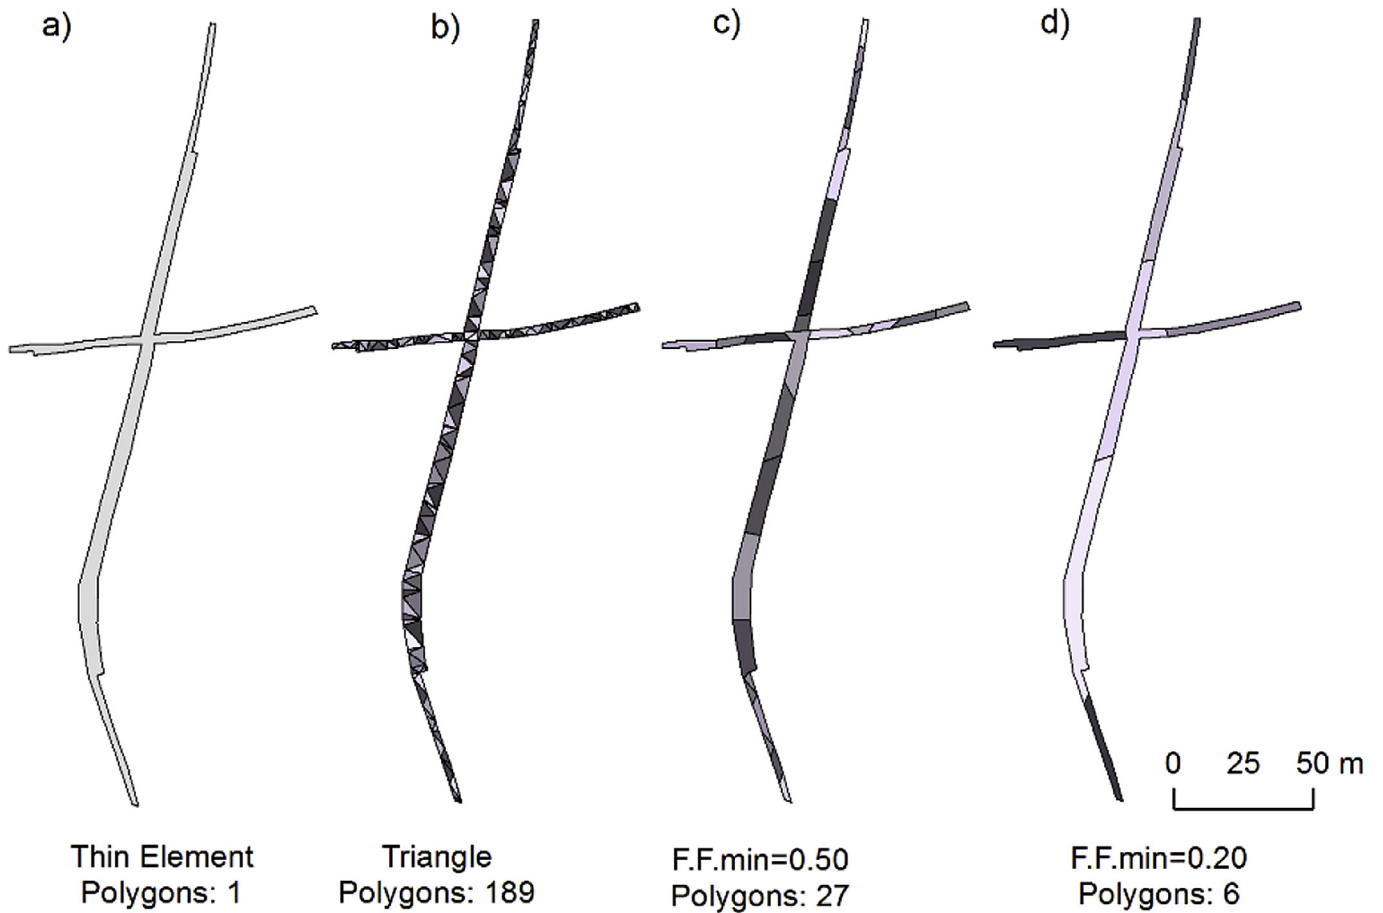 a)
b)
c)
d)
0 25 50 m
Thin Element
Polygons: 1
Triangle
Polygons: 189
F.F.min=0.50
Polygons: 27
F.F.min=0.20
Polygons: 6